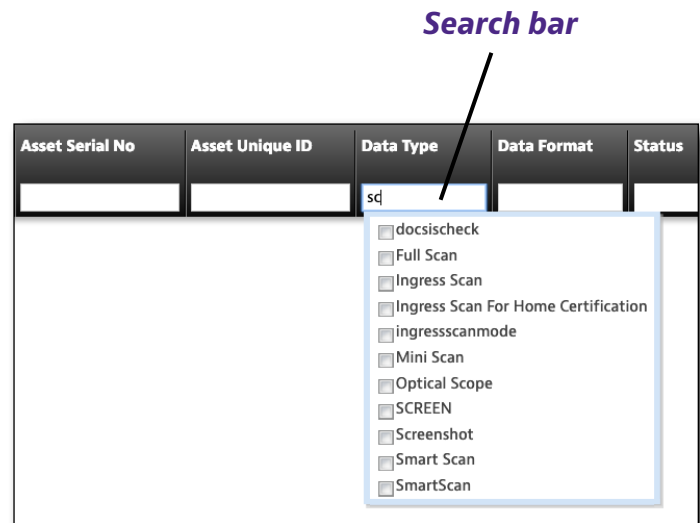 Search bar
Asset Serial No Asset Unique ID Data Type Data Format Status
sc
docsischeck
Full Scan
Ingress Scan
Ingress Scan For Home Certification
ingressscanmode
Mini Scan
Optical Scope
SCREEN
Screenshot
Smart Scan
SmartScan